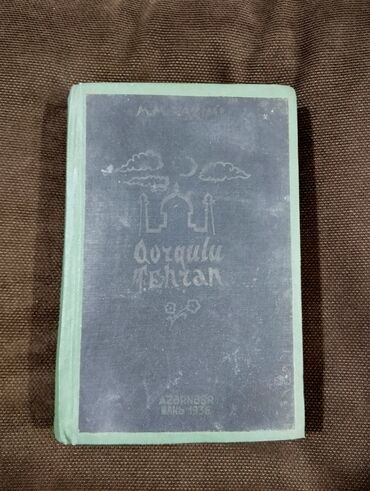 Qorqulu
TEhran
AZƏRNƏŞR
BAKЬ 1936